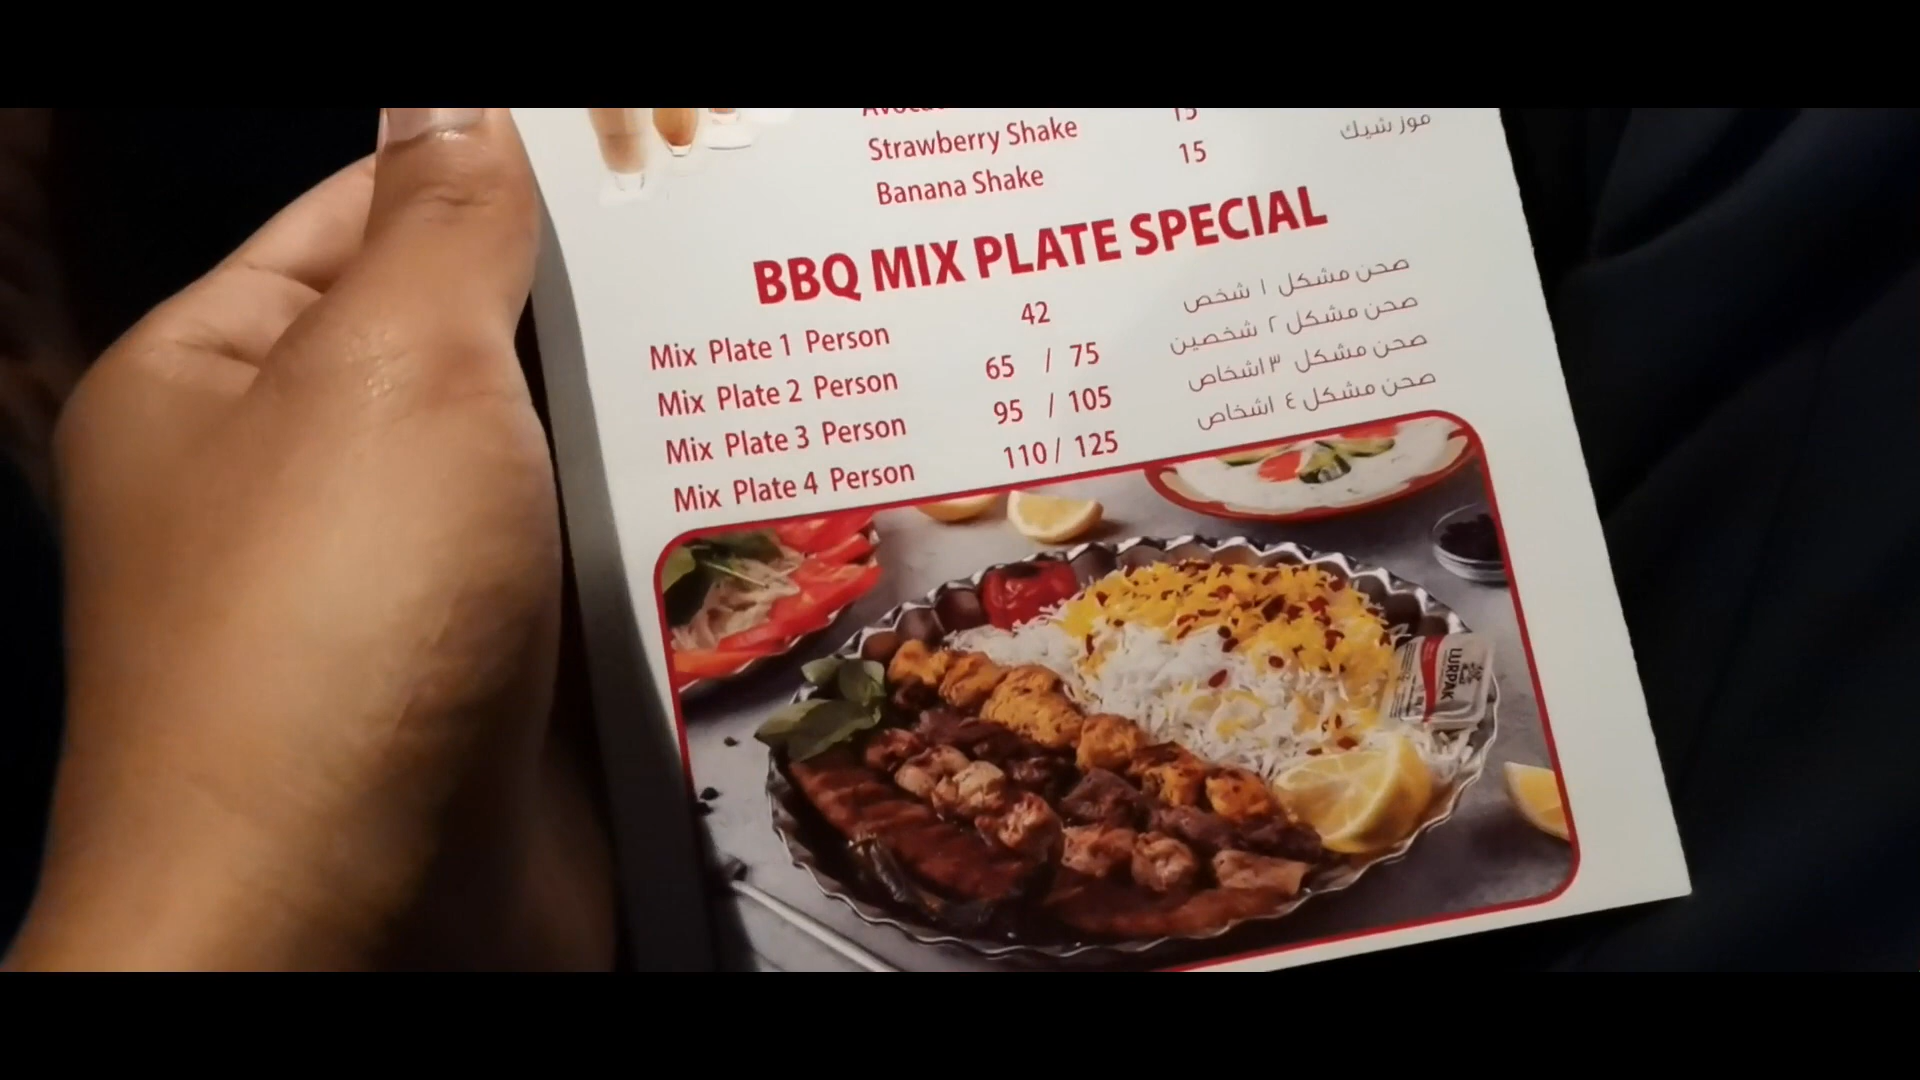 Strawberry Shake 15
Banana Shake 15 موز شيك
BBQ MIX PLATE SPECIAL
Mix Plate 1 Person 42 صحن مشكل ١ شخص
Mix Plate 2 Person 65 / 75 صحن مشكل ٢ شخصين
Mix Plate 3 Person 95 / 105 صحن مشكل ٣ اشخاص
Mix Plate 4 Person 110 / 125 صحن مشكل ٤ اشخاص
LURPAK